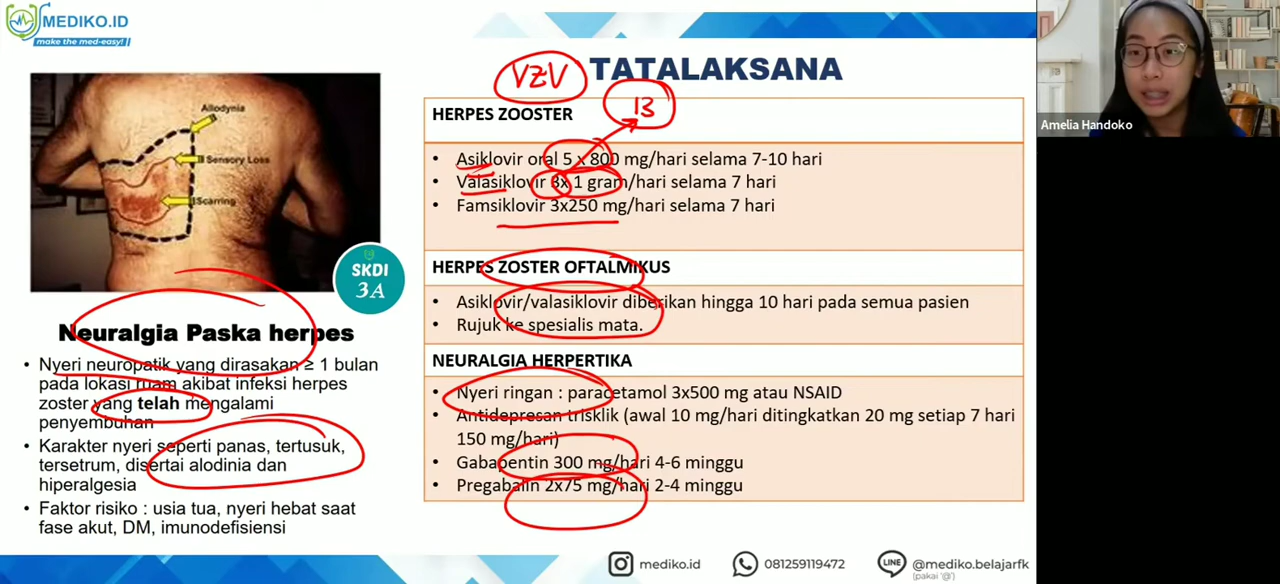 MEDIKO.ID
make the med-easy!
Allodynia
Sensory Loss
Scarring
SKDI
3A
Neuralgia Paska herpes
• Nyeri neuropatik yang dirasakan ≥ 1 bulan
pada lokasi ruam akibat infeksi herpes
zoster yang telah mengalami
penyembuhan
• Karakter nyeri seperti panas, tertusuk,
tersetrum, disertai alodinia dan
hiperalgesia
• Faktor risiko : usia tua, nyeri hebat saat
fase akut, DM, imunodefisiensi
VZV
TATALAKSANA
13
HERPES ZOOSTER
• Asiklovir oral 5 x 800 mg/hari selama 7-10 hari
• Valasiklovir 3x 1 gram/hari selama 7 hari
• Famsiklovir 3x250 mg/hari selama 7 hari
HERPES ZOSTER OFTALMIKUS
• Asiklovir/valasiklovir diberikan hingga 10 hari pada semua pasien
• Rujuk ke spesialis mata.
NEURALGIA HERPERTIKA
• Nyeri ringan : paracetamol 3x500 mg atau NSAID
• Antidepresan trisklik (awal 10 mg/hari ditingkatkan 20 mg setiap 7 hari
150 mg/hari)
• Gabapentin 300 mg/hari 4-6 minggu
• Pregabalin 2x75 mg/hari 2-4 minggu
mediko.id
081259119472
LINE
@mediko.belajarfk
(pakai '@')
Amelia Handoko